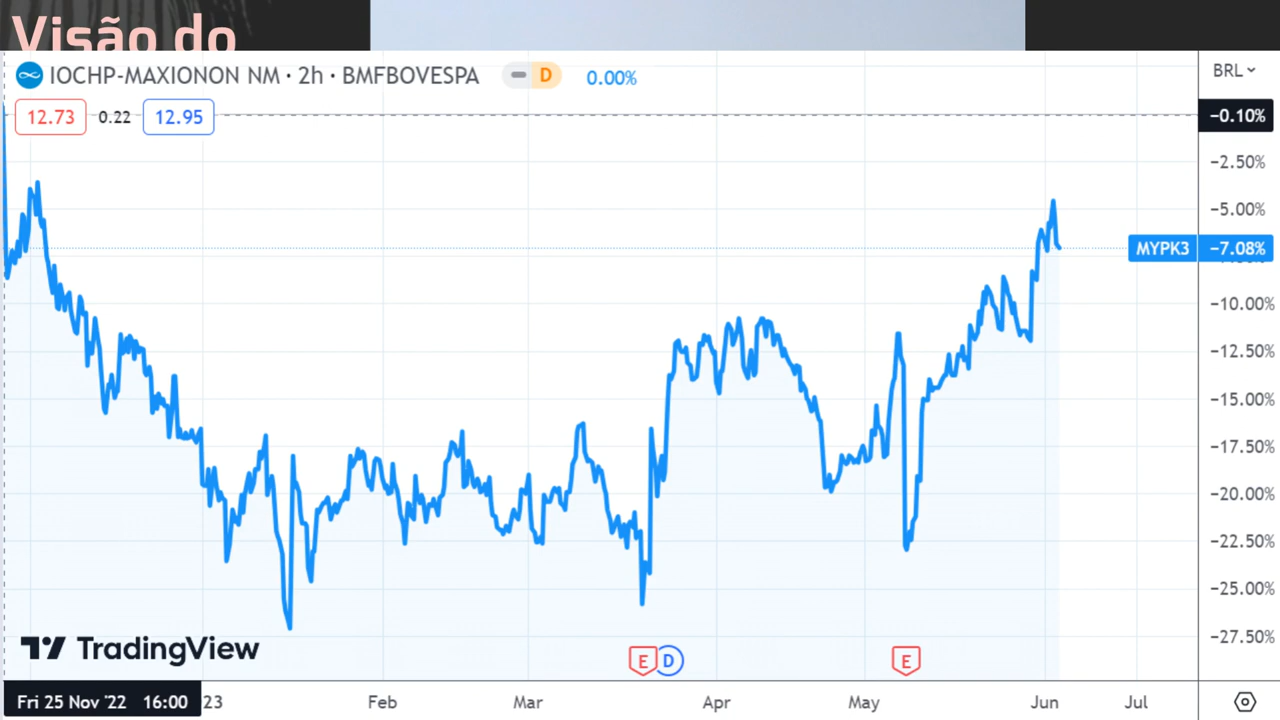 Visão do
IOCHP-MAXIONON NM · 2h · BMFBOVESPA
D
0.00%
BRL
12.73
0.22
12.95
−0.10%
−2.50%
−5.00%
MYPK3
−7.08%
−10.00%
−12.50%
−15.00%
−17.50%
−20.00%
−22.50%
−25.00%
−27.50%
TradingView
E
D
E
Fri 25 Nov '22 16:00
23
Feb
Mar
Apr
May
Jun
Jul